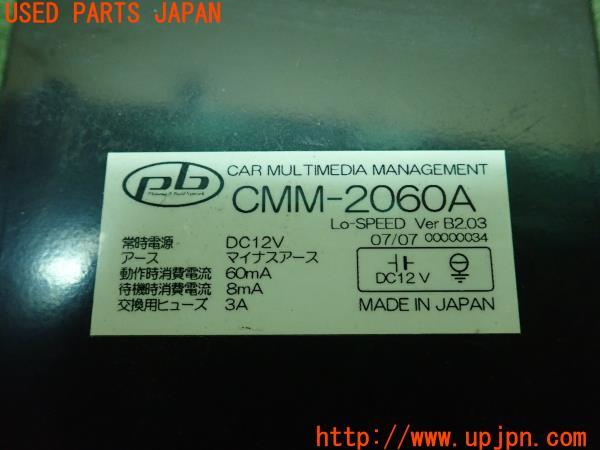 USED PARTS JAPAN
pb
CAR MULTIMEDIA MANAGEMENT
CMM-2060A
Lo-SPEED Ver B2.03
07/07 00000034
常時電源 DC12V
アース マイナスアース
動作時消費電流 60mA
待機時消費電流 8mA
交換用ヒューズ 3A
DC12V
MADE IN JAPAN
http://www.upjpn.com/